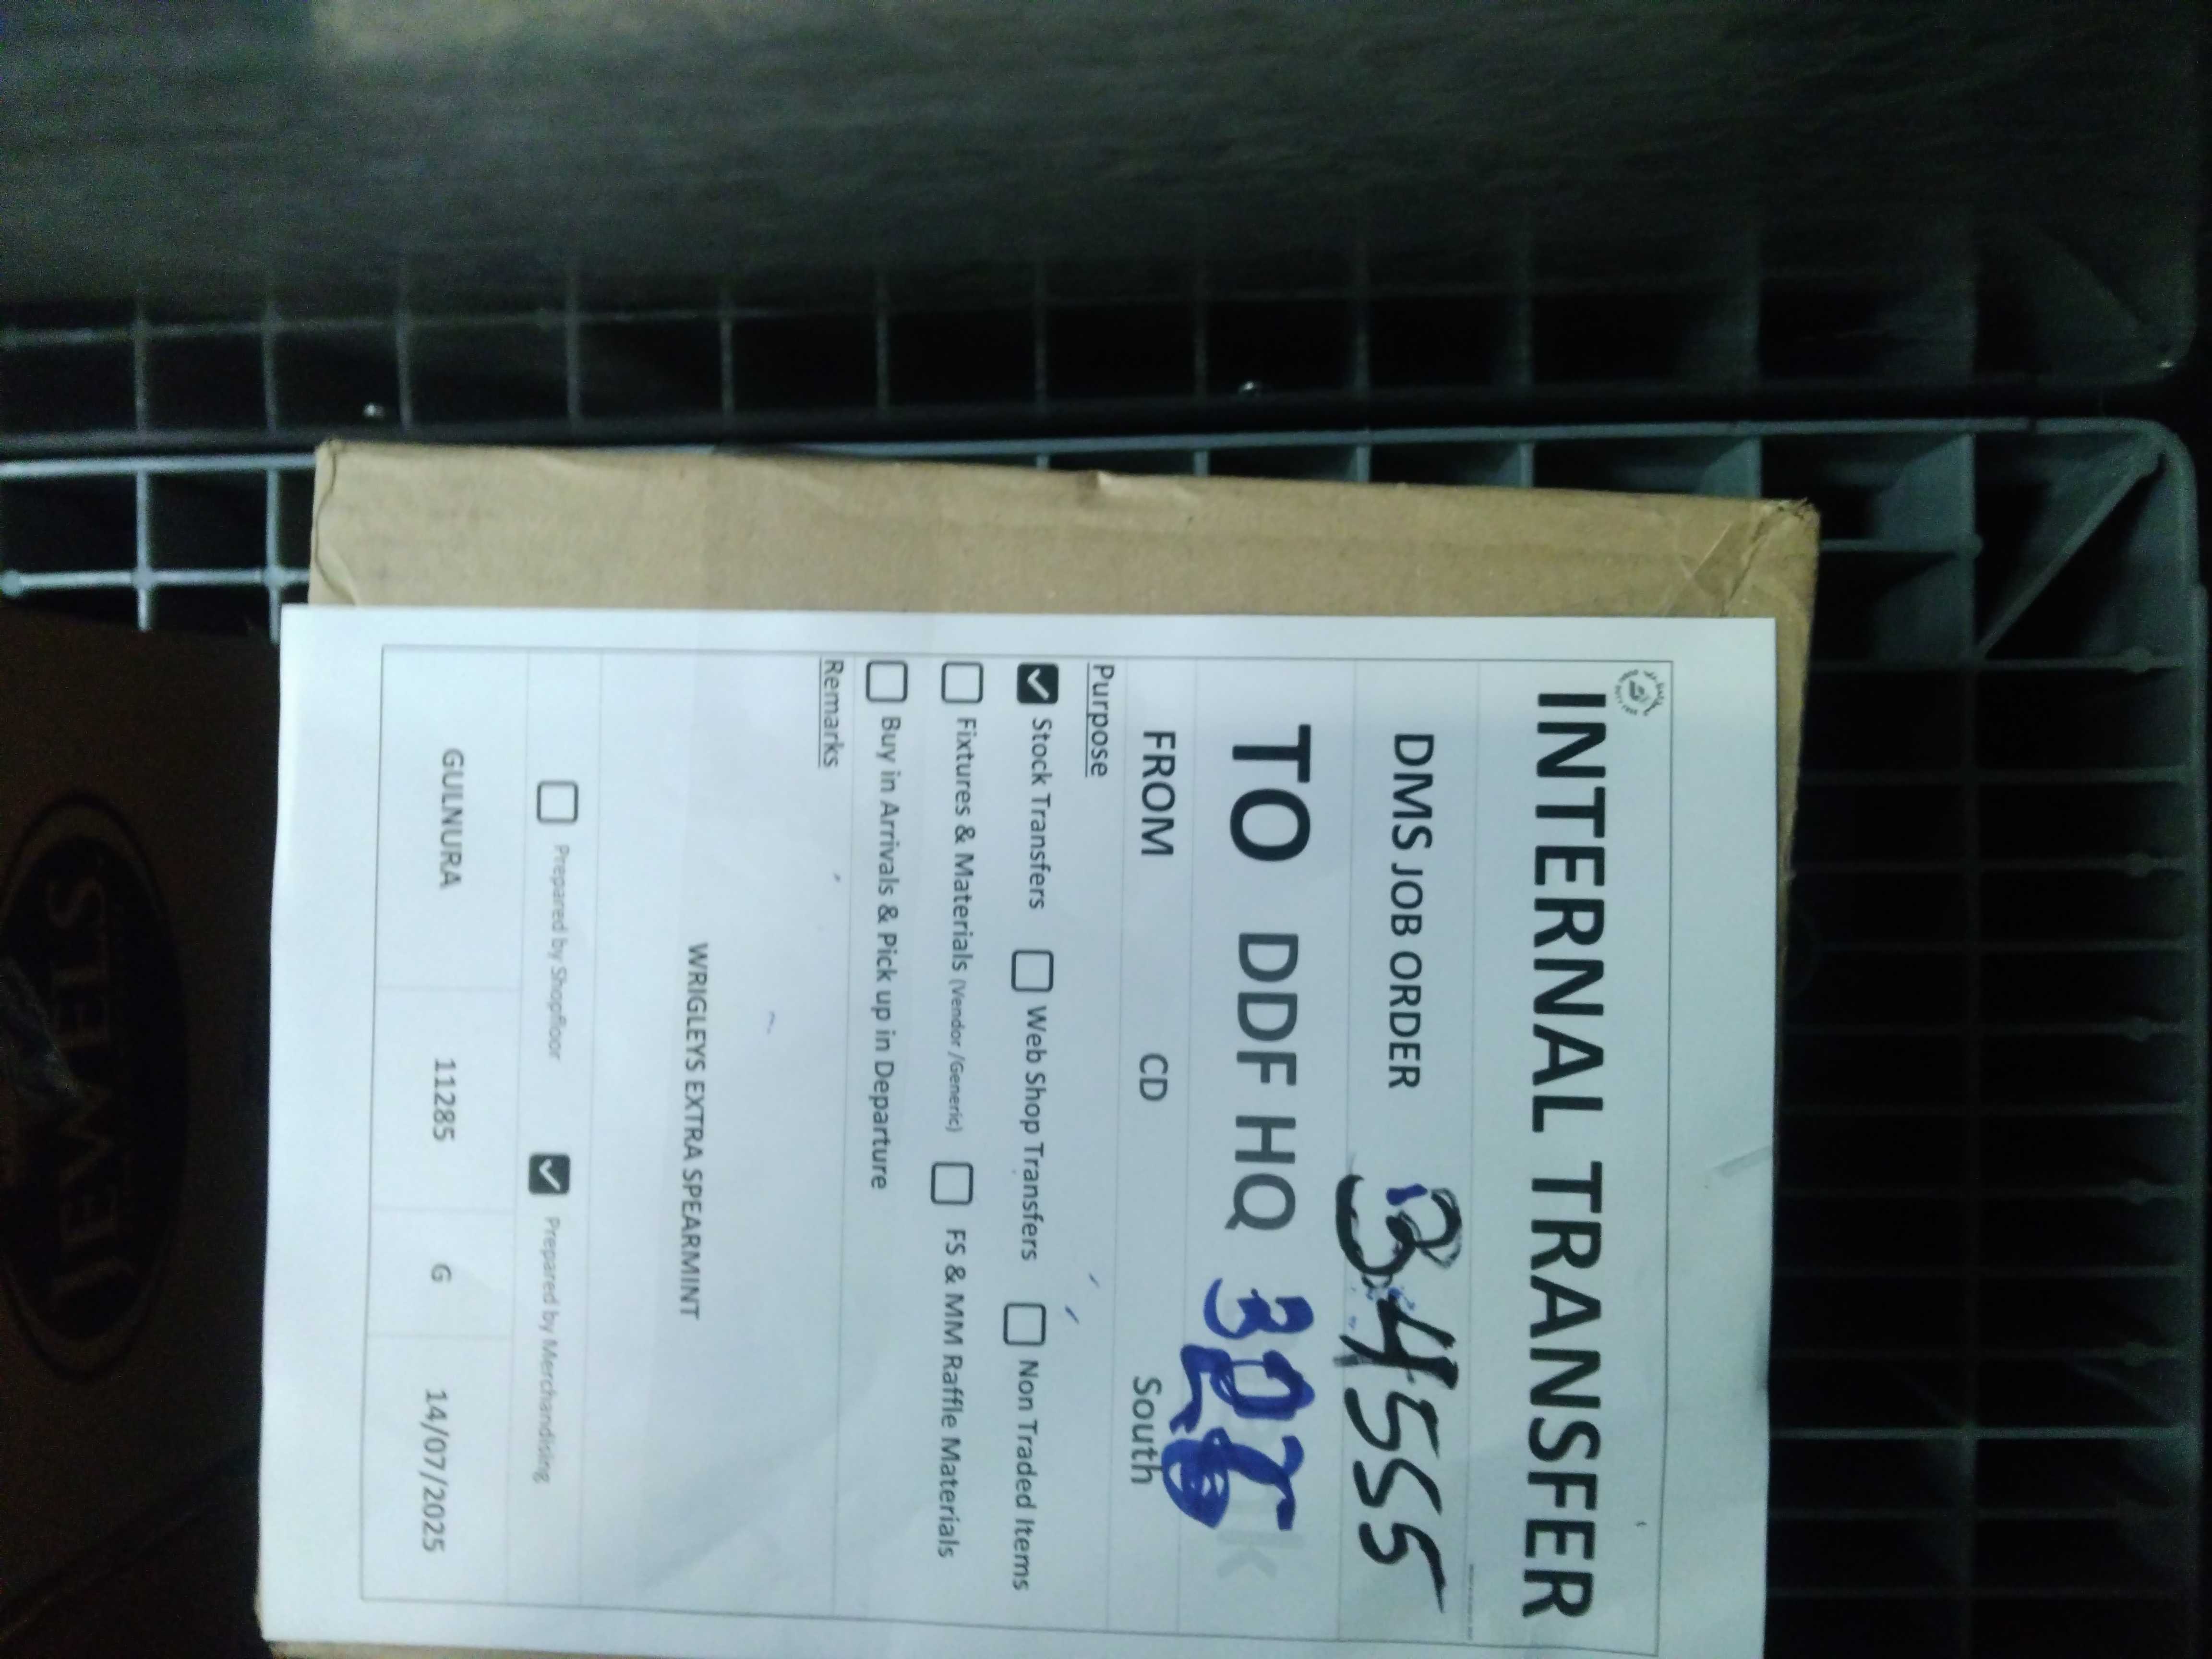 INTERNAL TRANSFER
DMS JOB ORDER 34555
TO DDF HQ
FROM CD South
Purpose
Stock Transfers Web Shop Transfers Non Traded Items
Fixtures & Materials (Vendor /Generic) FS & MM Raffle Materials
Buy in Arrivals & Pick up in Departure
Remarks
WRIGLEYS EXTRA SPEARMINT
Prepared by Shopfloor Prepared by Merchandising
GULNURA 11285 G 14/07/2025
JEWELS